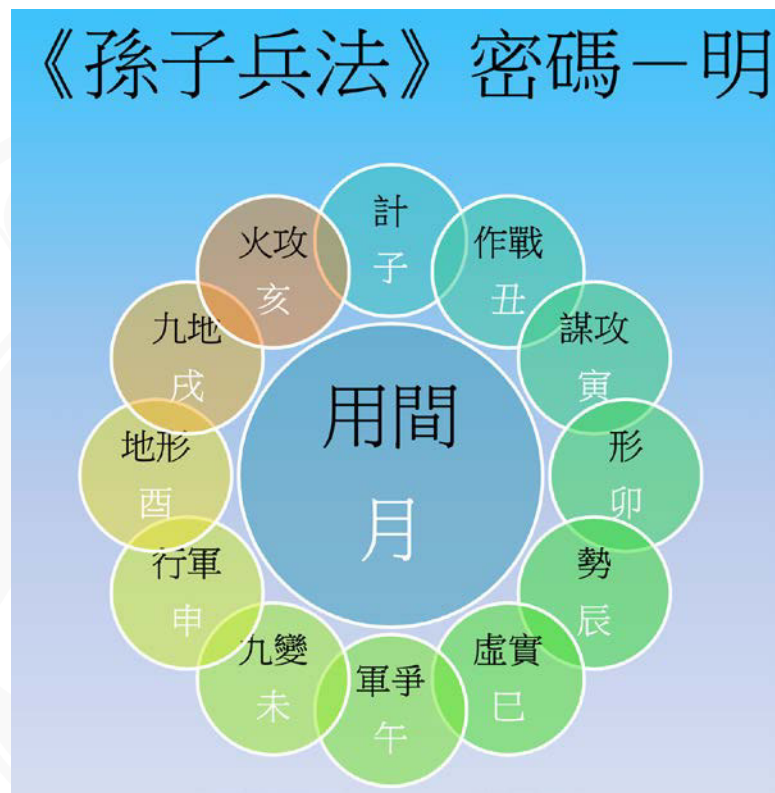 《孫子兵法》密碼－明
計
子
作戰
丑
謀攻
寅
形
卯
勢
辰
虛實
巳
軍爭
午
九變
未
行軍
申
地形
酉
九地
戌
火攻
亥
用間
月